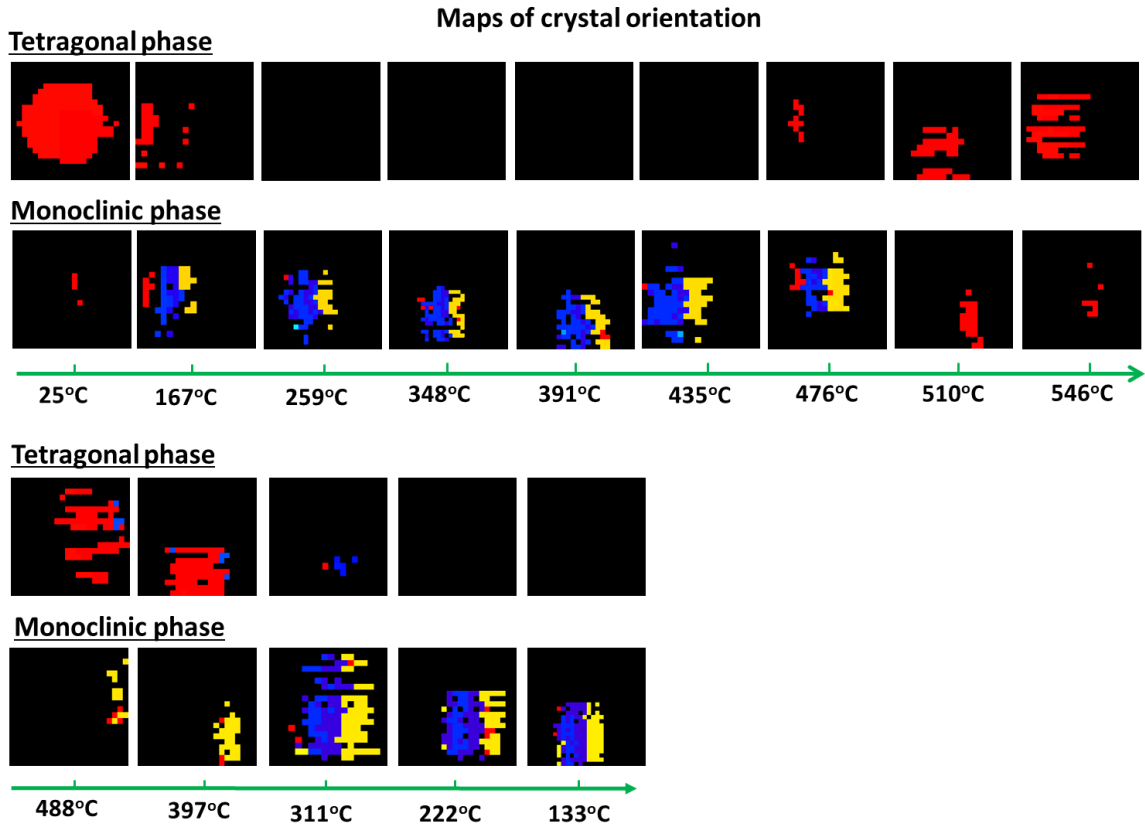 Maps of crystal orientation
Tetragonal phase
Monoclinic phase
25°C 167°C 259°C 348°C 391°C 435°C 476°C 510°C 546°C
Tetragonal phase
Monoclinic phase
488°C 397°C 311°C 222°C 133°C